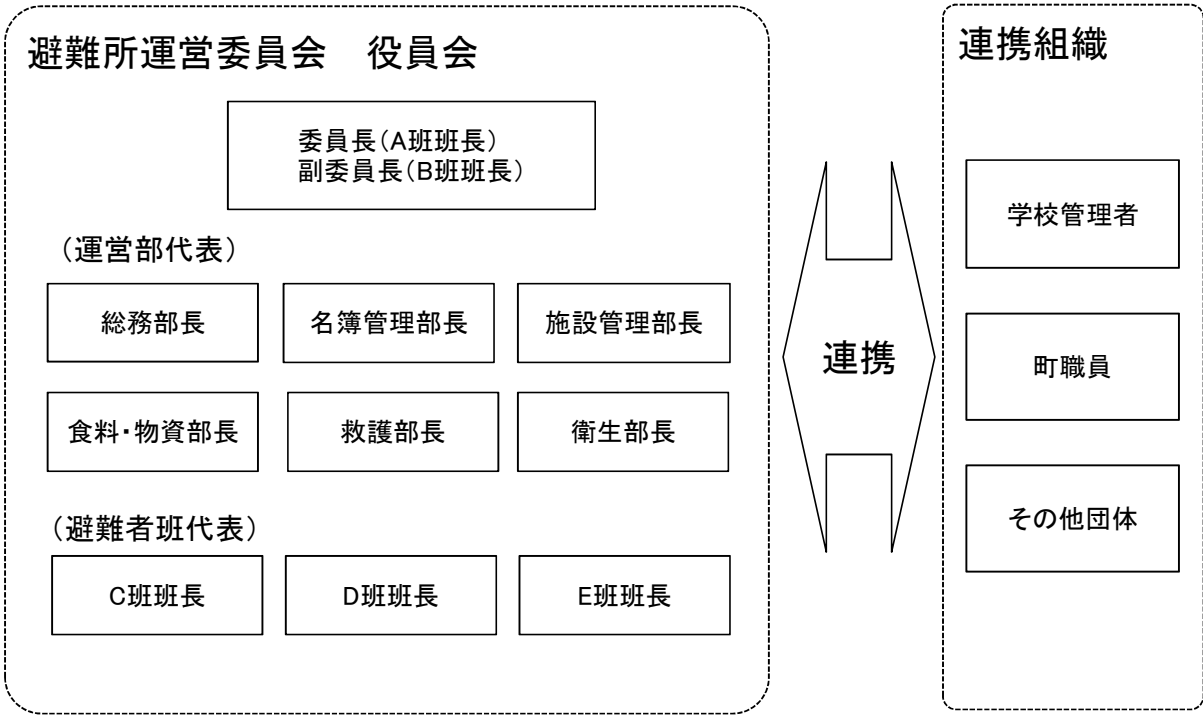 避難所運営委員会　役員会
委員長(A班班長)
副委員長(B班班長)
(運営部代表)
総務部長
名簿管理部長
施設管理部長
食料・物資部長
救護部長
衛生部長
(避難者班代表)
C班班長
D班班長
E班班長
連携
連携組織
学校管理者
町職員
その他団体